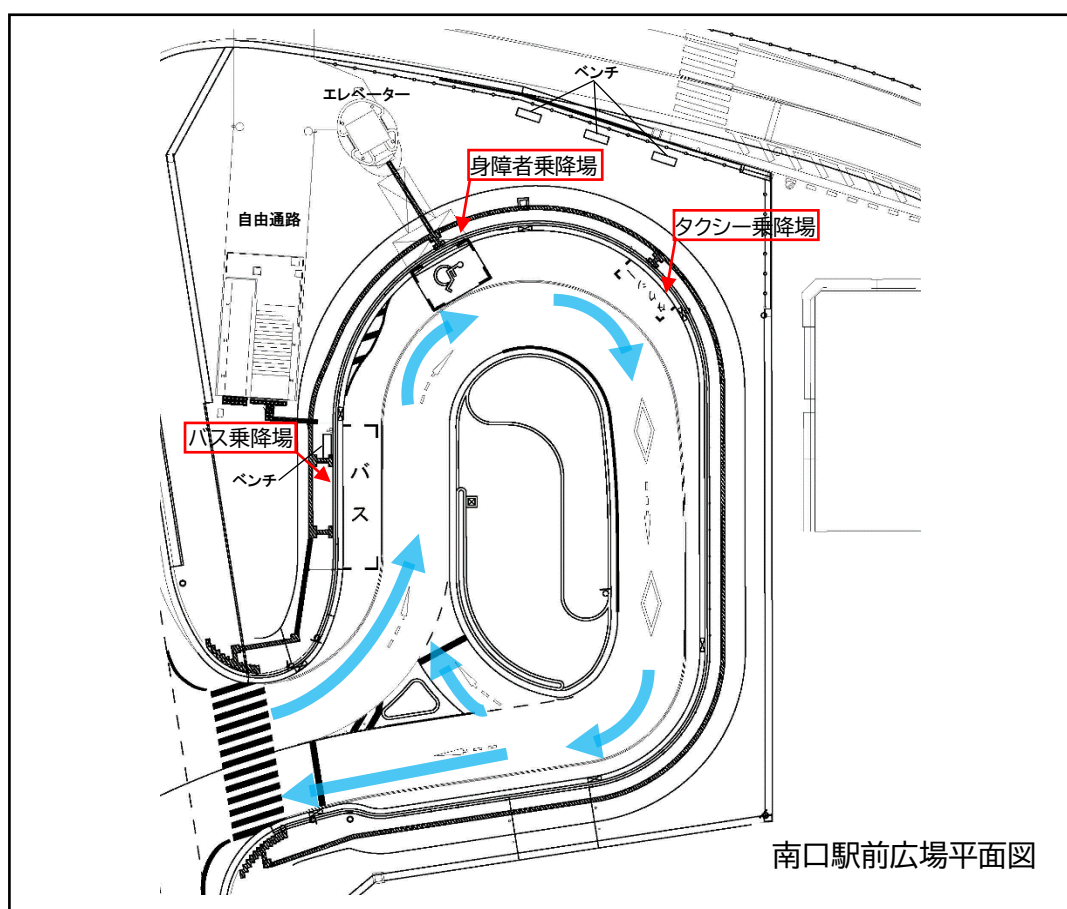 ベンチ
エレベーター
身障者乗降場
自由通路
タクシー乗降場
バス乗降場
ベンチ
バス
南口駅前広場平面図